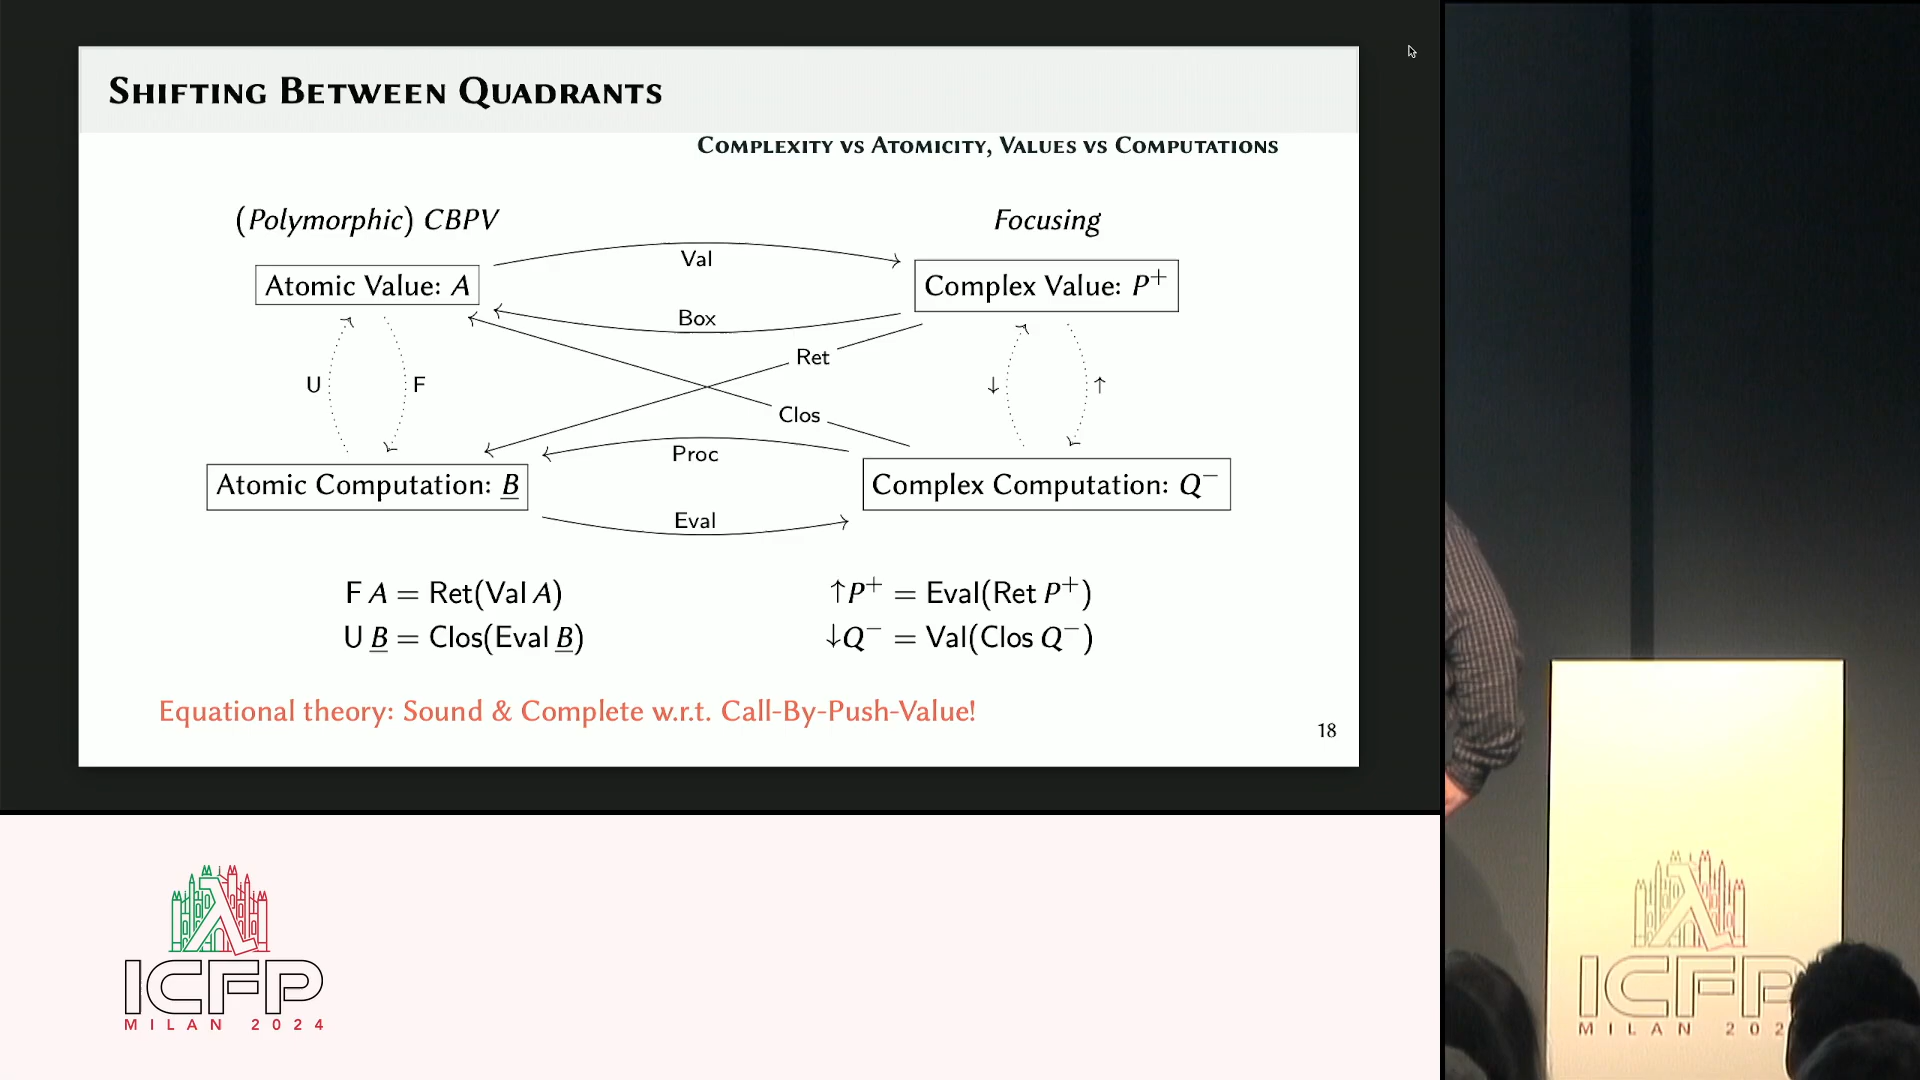 Shifting Between Quadrants
Complexity vs Atomicity, Values vs Computations
(Polymorphic) CBPV
Focusing
Val
Atomic Value: A
Complex Value: P⁺
Box
Ret
U
F
↓
↑
Clos
Proc
Atomic Computation: B
Complex Computation: Q⁻
Eval
F A = Ret(Val A)
↑P⁺ = Eval(Ret P⁺)
U B = Clos(Eval B)
↓Q⁻ = Val(Clos Q⁻)
Equational theory: Sound & Complete w.r.t. Call-By-Push-Value!
18
ICFP
MILAN 2024
ICFP
MILAN 202